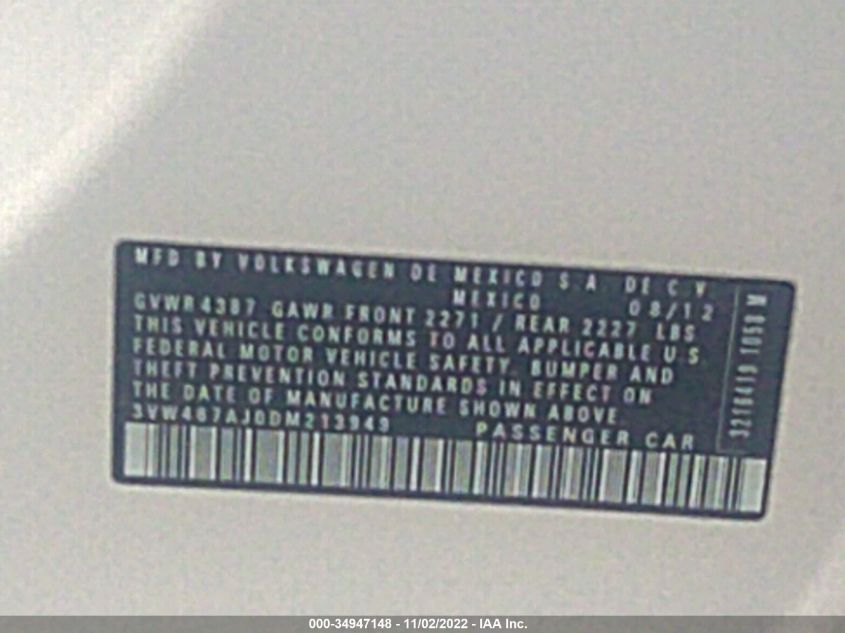 MFD BY VOLKSWAGEN DE MEXICO S.A. DE C.V.
MEXICO 08/12
GVWR 4387 GAWR FRONT 2271 / REAR 2227 LBS
THIS VEHICLE CONFORMS TO ALL APPLICABLE U.S.
FEDERAL MOTOR VEHICLE SAFETY, BUMPER AND
THEFT PREVENTION STANDARDS IN EFFECT ON
THE DATE OF MANUFACTURE SHOWN ABOVE.
3VW467AJ0DM213949 PASSENGER CAR
3216419 1050 M
000-34947148 - 11/02/2022 - IAA Inc.